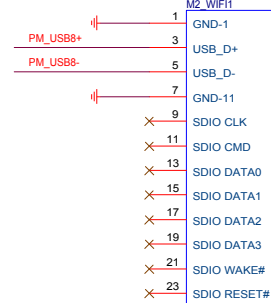 M2_WIFI1
1 GND-1
PM_USB8+ 3 USB_D+
PM_USB8- 5 USB_D-
7 GND-11
9 SDIO CLK
11 SDIO CMD
13 SDIO DATA0
15 SDIO DATA1
17 SDIO DATA2
19 SDIO DATA3
21 SDIO WAKE#
23 SDIO RESET#